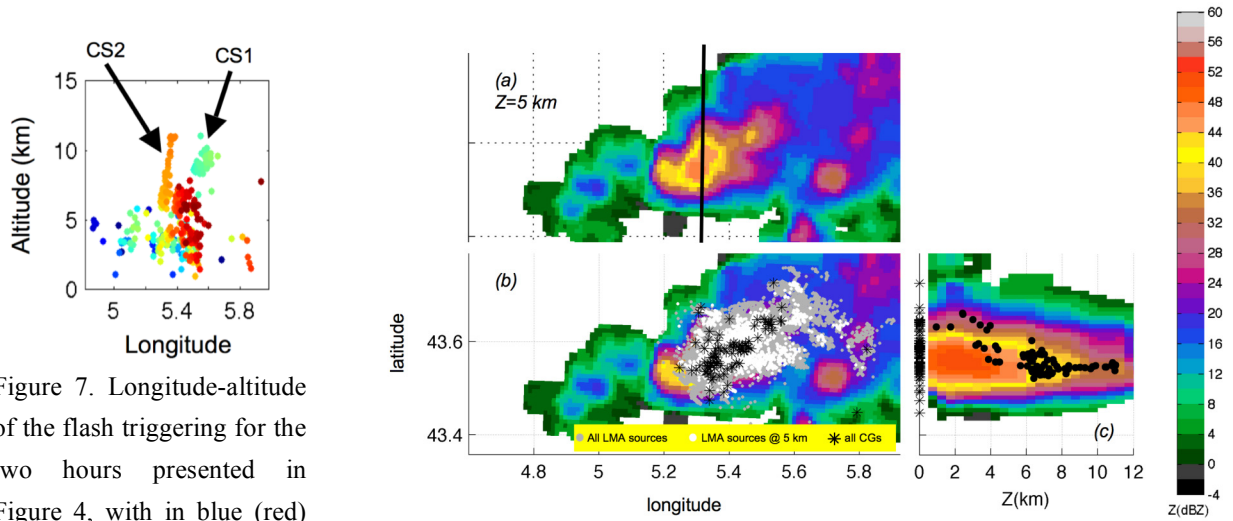 CS2
CS1
15
10
5
0
Altitude (km)
5
5.4
5.8
Longitude
Figure 7. Longitude-altitude
of the flash triggering for the
two hours presented in
Figure 4, with in blue (red)
(a)
Z=5 km
(b)
latitude
43.6
43.4
All LMA sources
LMA sources @ 5 km
all CGs
4.8
5
5.2
5.4
5.6
5.8
longitude
(c)
0
2
4
6
8
10
12
Z(km)
60
56
52
48
44
40
36
32
28
24
20
16
12
8
4
0
-4
Z(dBZ)